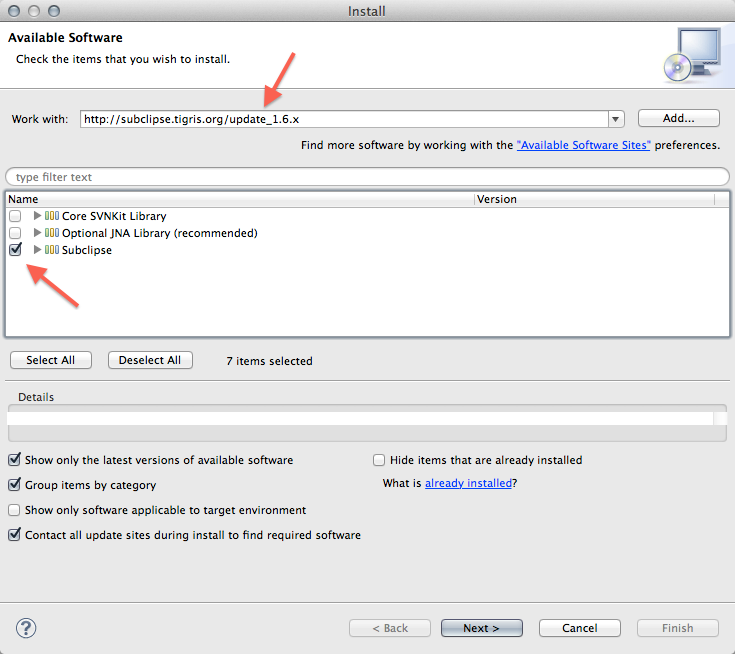 Install
Available Software
Check the items that you wish to install.
Work with: http://subclipse.tigris.org/update_1.6.x Add...
Find more software by working with the "Available Software Sites" preferences.
type filter text
Name Version
Core SVNKit Library
Optional JNA Library (recommended)
Subclipse
Select All Deselect All 7 items selected
Details
Show only the latest versions of available software Hide items that are already installed
Group items by category What is already installed?
Show only software applicable to target environment
Contact all update sites during install to find required software
? < Back Next > Cancel Finish